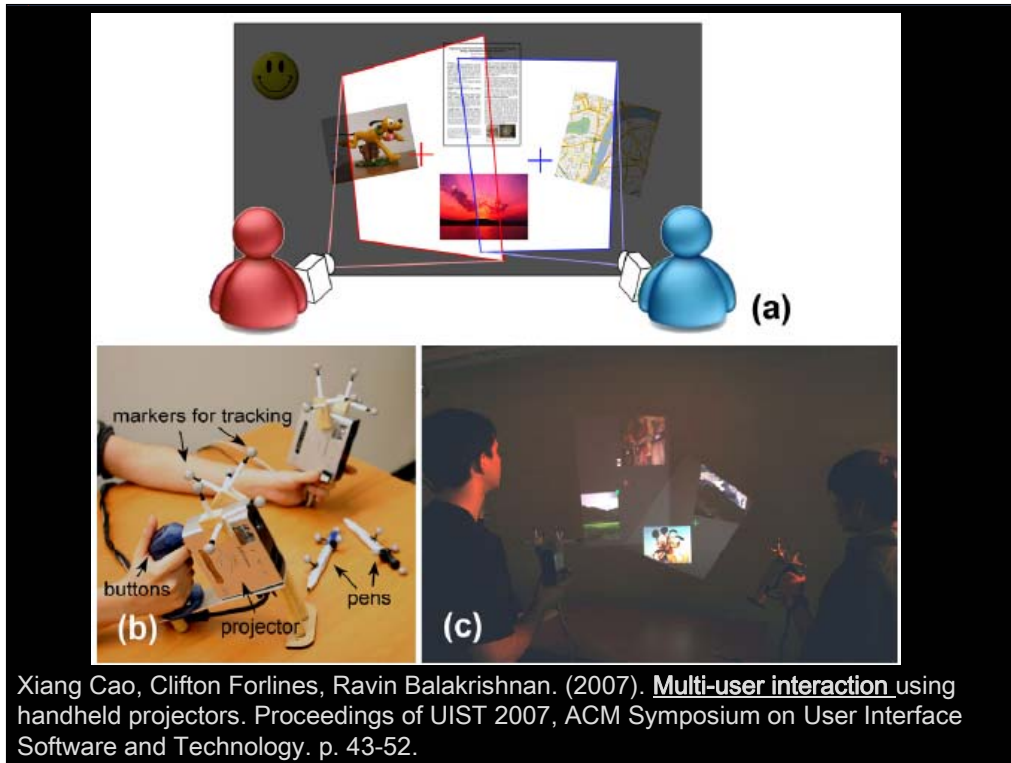 (a)
markers for tracking
buttons
pens
projector
(b)
(c)
Xiang Cao, Clifton Forlines, Ravin Balakrishnan. (2007). Multi-user interaction using
handheld projectors. Proceedings of UIST 2007, ACM Symposium on User Interface
Software and Technology. p. 43-52.